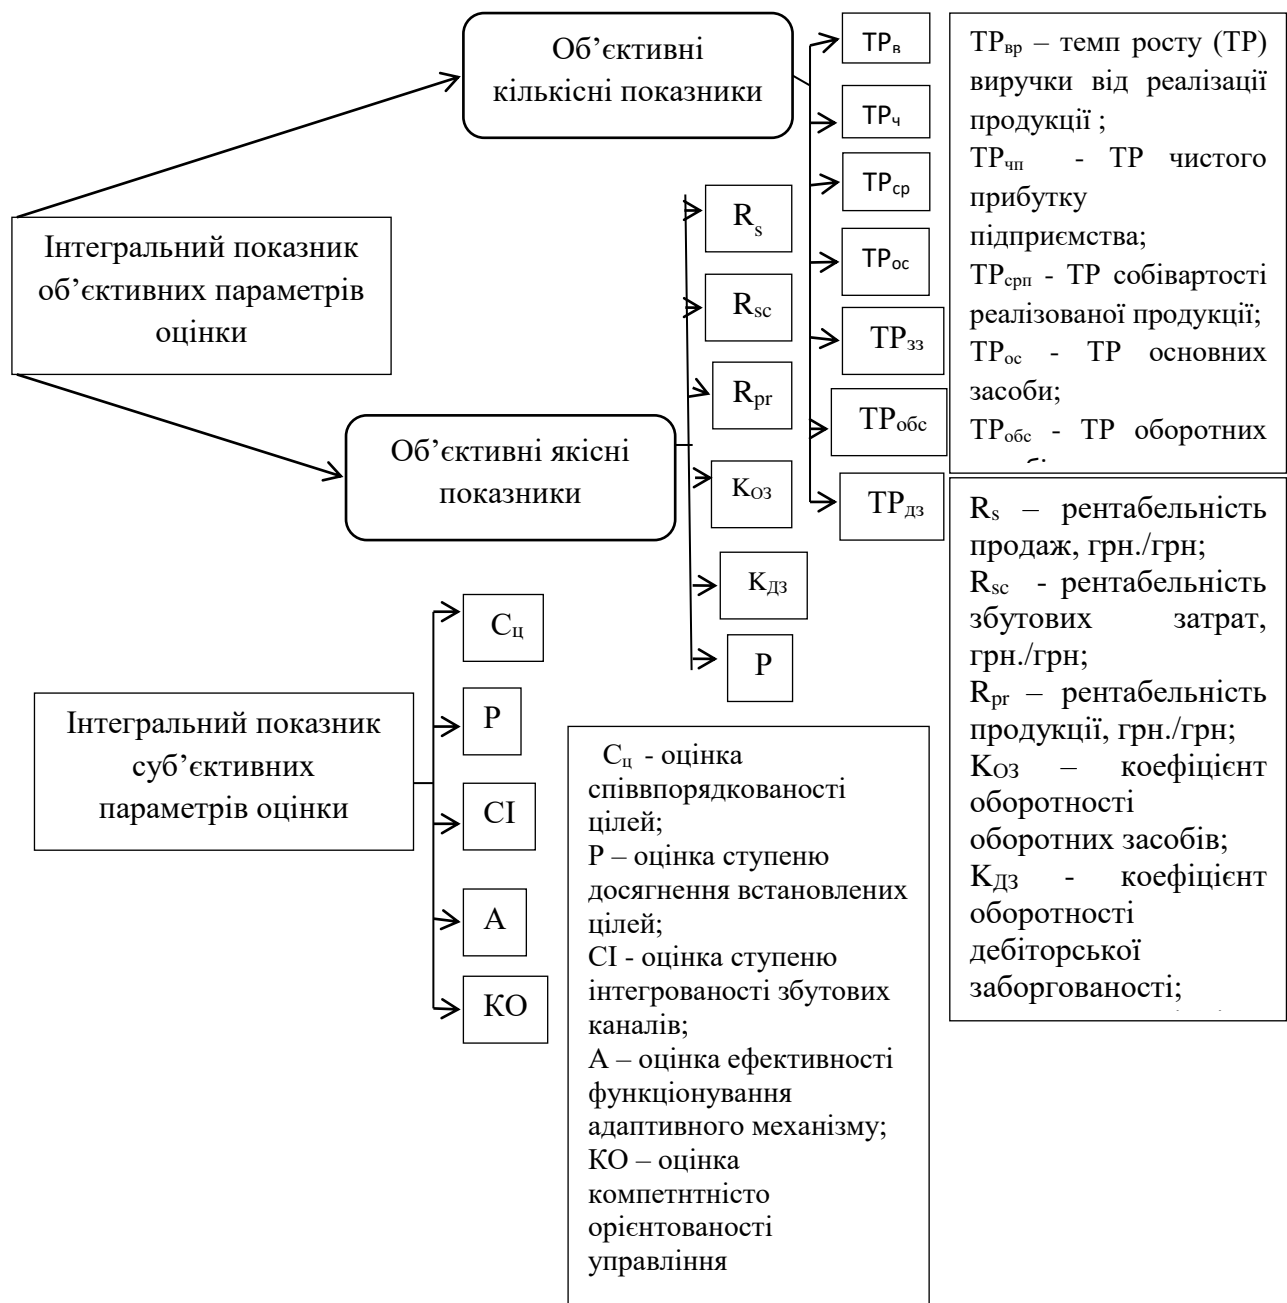 Об’єктивні
кількісні показники
Інтегральний показник
об’єктивних параметрів
оцінки
Об’єктивні якісні
показники
ТРв
ТРч
ТРср
ТРос
ТРзз
ТРобс
ТРдз
Rs
Rsc
Rpr
КОЗ
КДЗ
Р
ТРвр – темп росту (ТР)
виручки від реалізації
продукції ;
ТРчп - ТР чистого
прибутку
підприємства;
ТРсрп - ТР собівартості
реалізованої продукції;
ТРос - ТР основних
засоби;
ТРобс - ТР оборотних
Rs – рентабельність
продаж, грн./грн;
Rsc - рентабельність
збутових затрат,
грн./грн;
Rpr – рентабельність
продукції, грн./грн;
КОЗ – коефіцієнт
оборотності
оборотних засобів;
КДЗ - коефіцієнт
оборотності
дебіторської
заборгованості;
Інтегральний показник
суб’єктивних
параметрів оцінки
Сц
Р
СІ
А
КО
Сц - оцінка
співвпорядкованості
цілей;
Р – оцінка ступеню
досягнення встановлених
цілей;
СІ - оцінка ступеню
інтегрованості збутових
каналів;
А – оцінка ефективності
функціонування
адаптивного механізму;
КО – оцінка
компетнтністо
орієнтованості
управління